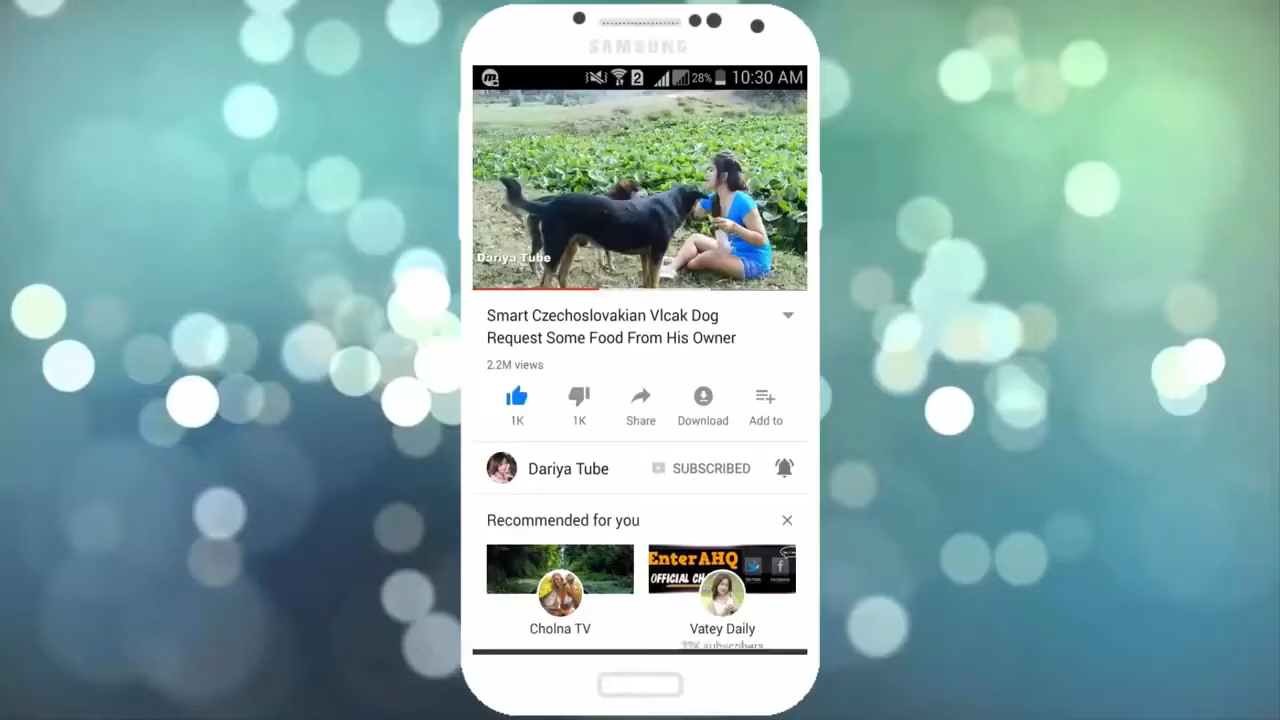 SAMSUNG
2 28% 10:30 AM
Dariya Tube
Smart Czechoslovakian Vlcak Dog
Request Some Food From His Owner
2.2M views
1K 1K Share Download Add to
Dariya Tube SUBSCRIBED
Recommended for you
EnterAHQ
OFFICIAL
Cholna TV Vatey Daily
subscribers